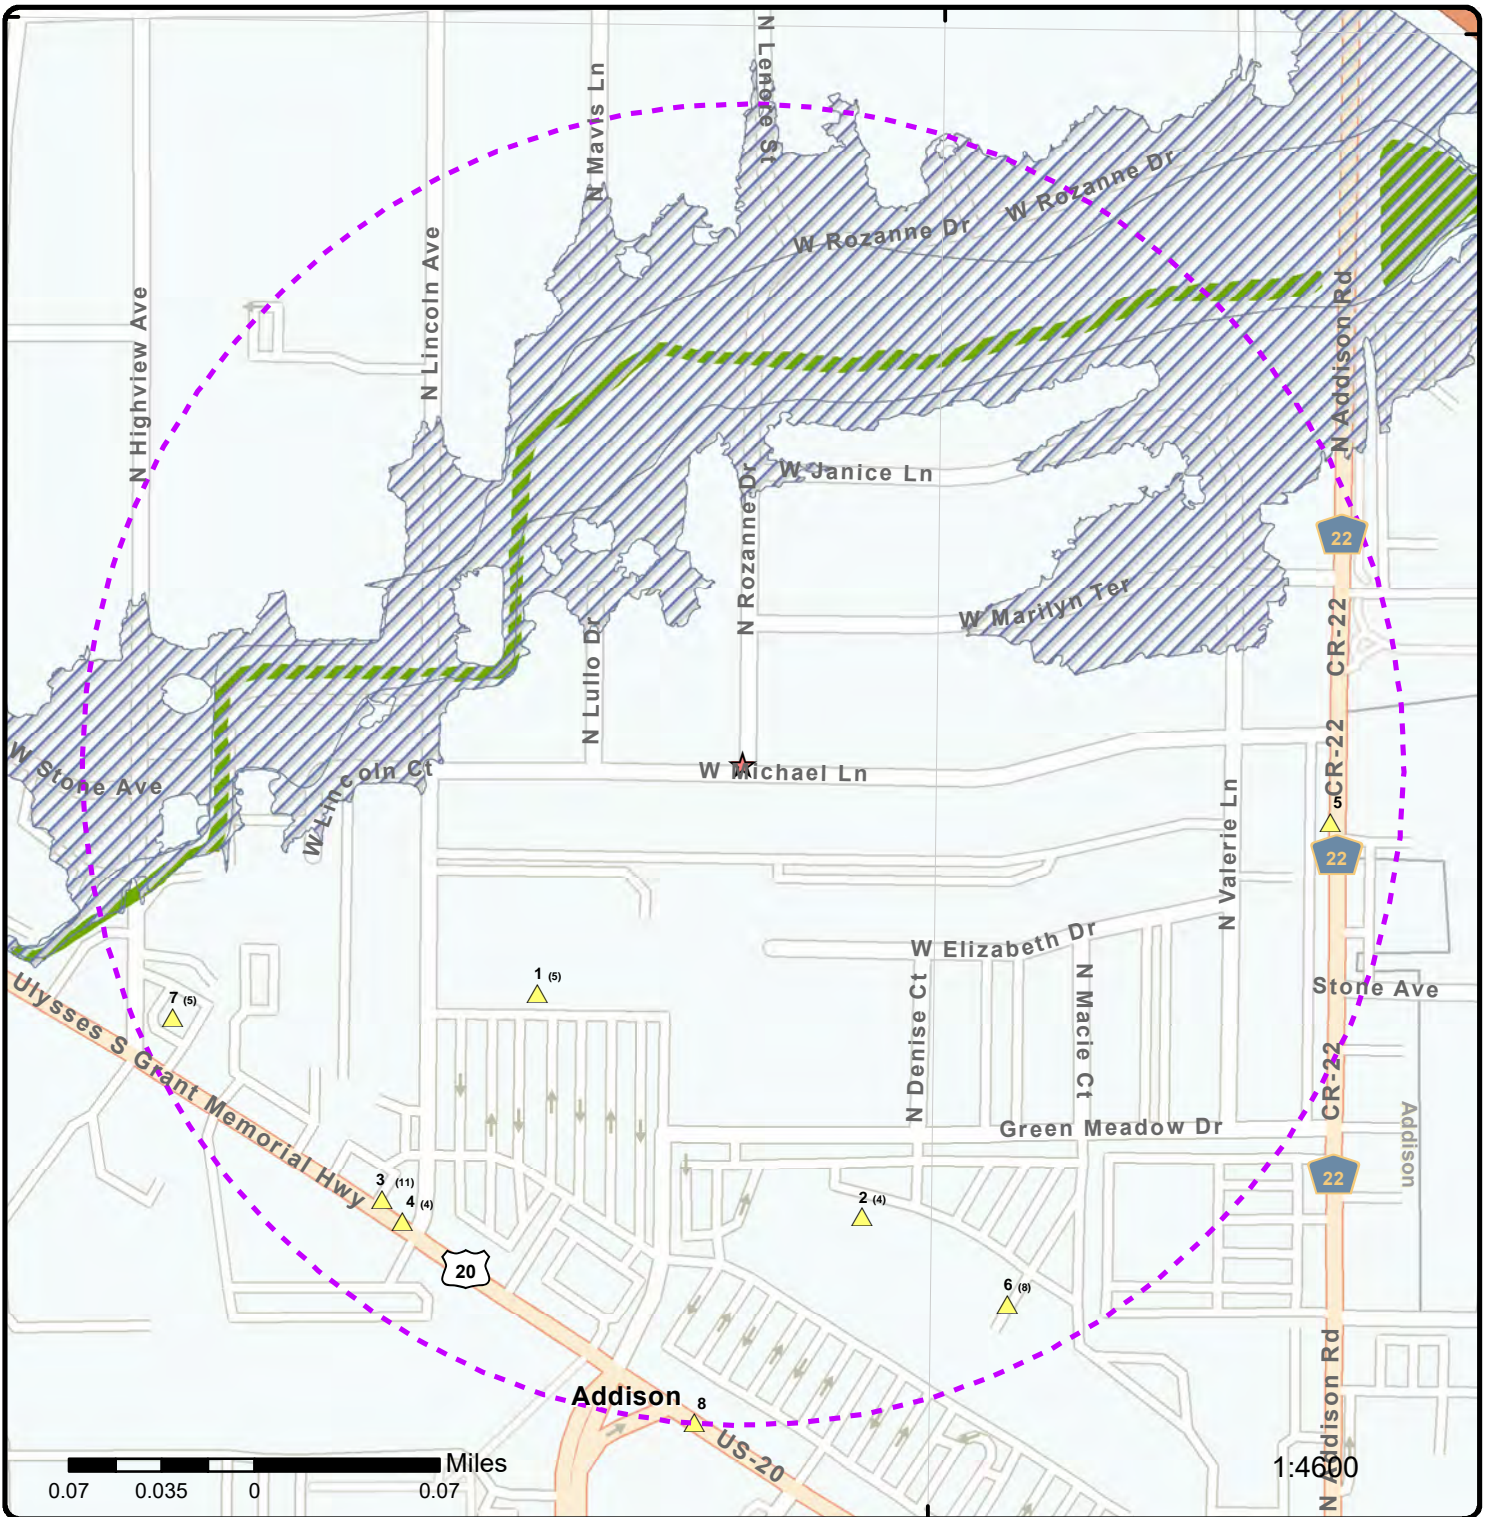 N Lenore St
N Mavis Ln
W Rozanne Dr
W Rozanne Dr
N Lincoln Ave
N Highview Ave
N Addison Rd
W Janice Ln
N Rozanne Dr
22
W Marilyn Ter
CR-22
N Lullo Dr
W Stone Ave
W Lincoln Ct
W Michael Ln
CR-22
5
22
N Valerie Ln
W Elizabeth Dr
1 (5)
7 (5)
N Denise Ct
N Macie Ct
Stone Ave
Ulysses S Grant Memorial Hwy
CR-22
Green Meadow Dr
Addison
22
3 (11)
4 (4)
2 (4)
20
6 (8)
Addison
8
US-20
N Addison Rd
Miles
0.07 0.035 0 0.07
1:4600